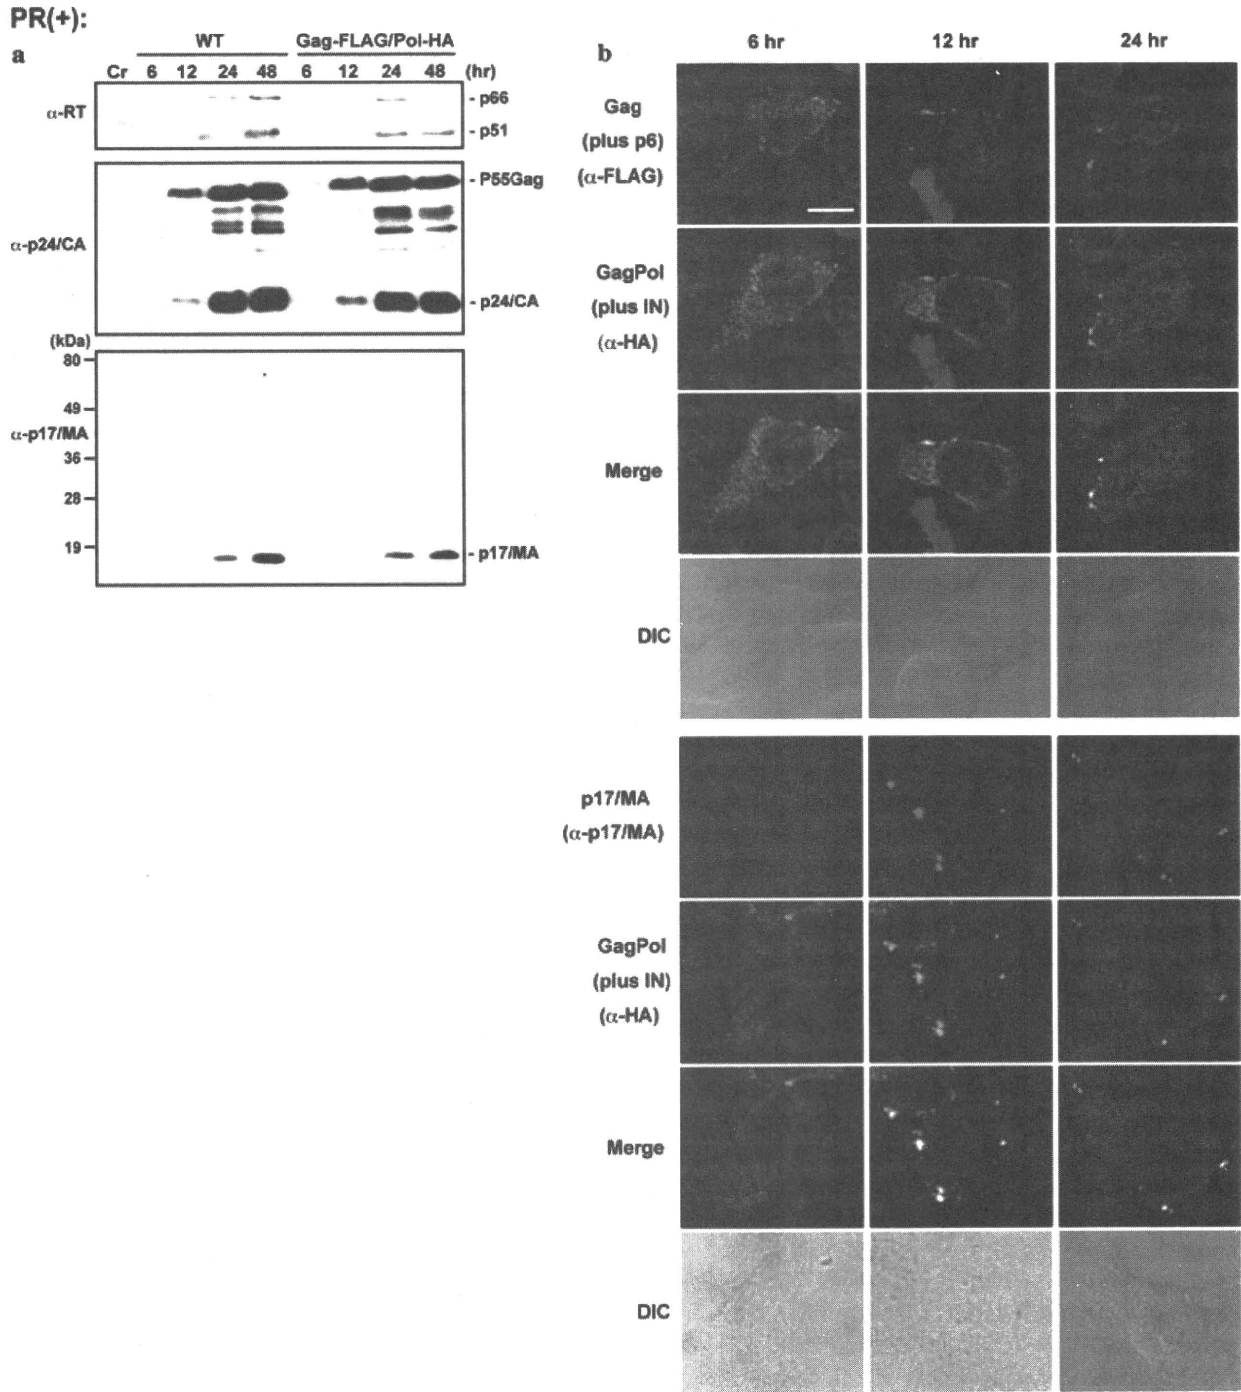 PR(+):
a
WT Gag-FLAG/Pol-HA
Cr 6 12 24 48 6 12 24 48 (hr)
α-RT
- p66
- p51
α-p24/CA
- P55Gag
- p24/CA
(kDa)
80
49
α-p17/MA
36
28
19
- p17/MA
b
6 hr 12 hr 24 hr
Gag
(plus p6)
(α-FLAG)
GagPol
(plus IN)
(α-HA)
Merge
DIC
p17/MA
(α-p17/MA)
GagPol
(plus IN)
(α-HA)
Merge
DIC